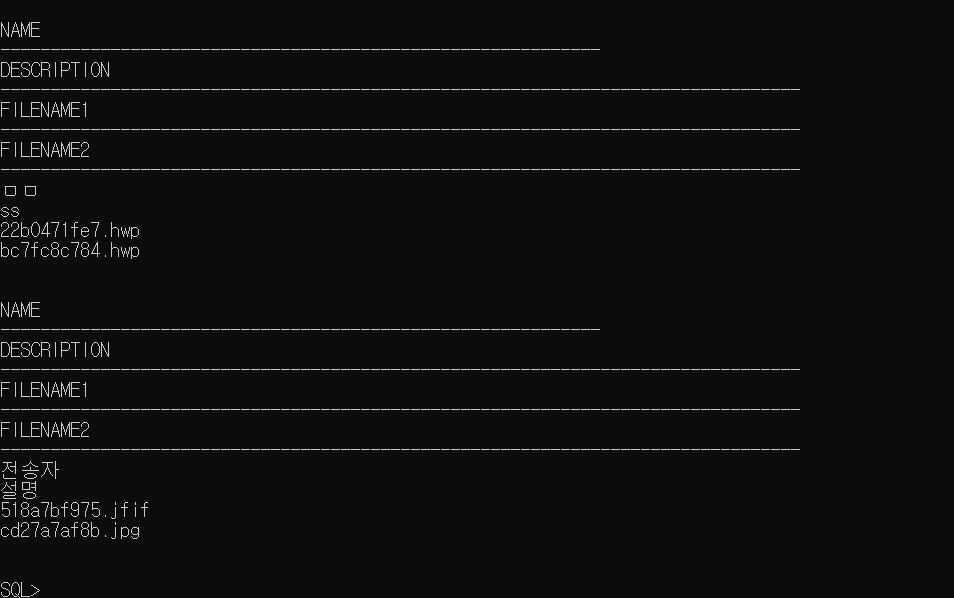 NAME
------------------------------------------------------------
DESCRIPTION
--------------------------------------------------------------------------------
FILENAME1
--------------------------------------------------------------------------------
FILENAME2
--------------------------------------------------------------------------------
ㅁㅁ
ss
22b0471fe7.hwp
bc7fc8c784.hwp
NAME
------------------------------------------------------------
DESCRIPTION
--------------------------------------------------------------------------------
FILENAME1
--------------------------------------------------------------------------------
FILENAME2
--------------------------------------------------------------------------------
전송자
설명
518a7bf975.jfif
cd27a7af8b.jpg
SQL>